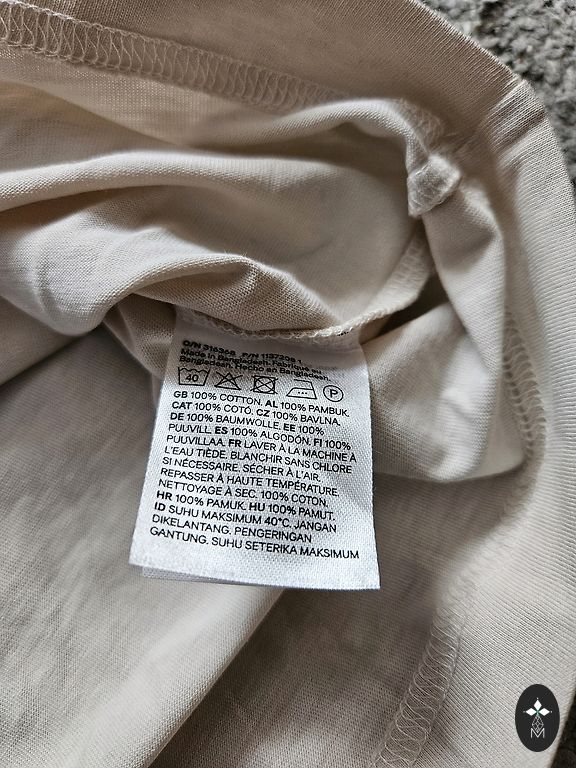 O/N 316368 P/N 1137209 1
Made in Bangladesh. Fabriqué au
Bangladesh. Hecho en Bangladesh.
40 P
GB 100% COTTON. AL 100% PAMBUK.
CAT 100% COTÓ. CZ 100% BAVLNA.
DE 100% BAUMWOLLE. EE 100%
PUUVILL. ES 100% ALGODÓN. FI 100%
PUUVILLAA. FR LAVER À LA MACHINE À
L'EAU TIÈDE. BLANCHIR SANS CHLORE
SI NÉCESSAIRE. SÉCHER À L'AIR.
REPASSER À HAUTE TEMPÉRATURE.
NETTOYAGE À SEC. 100% COTON.
HR 100% PAMUK. HU 100% PAMUT.
ID SUHU MAKSIMUM 40°C. JANGAN
DIKELANTANG. PENGERINGAN
GANTUNG. SUHU SETERIKA MAKSIMUM
M